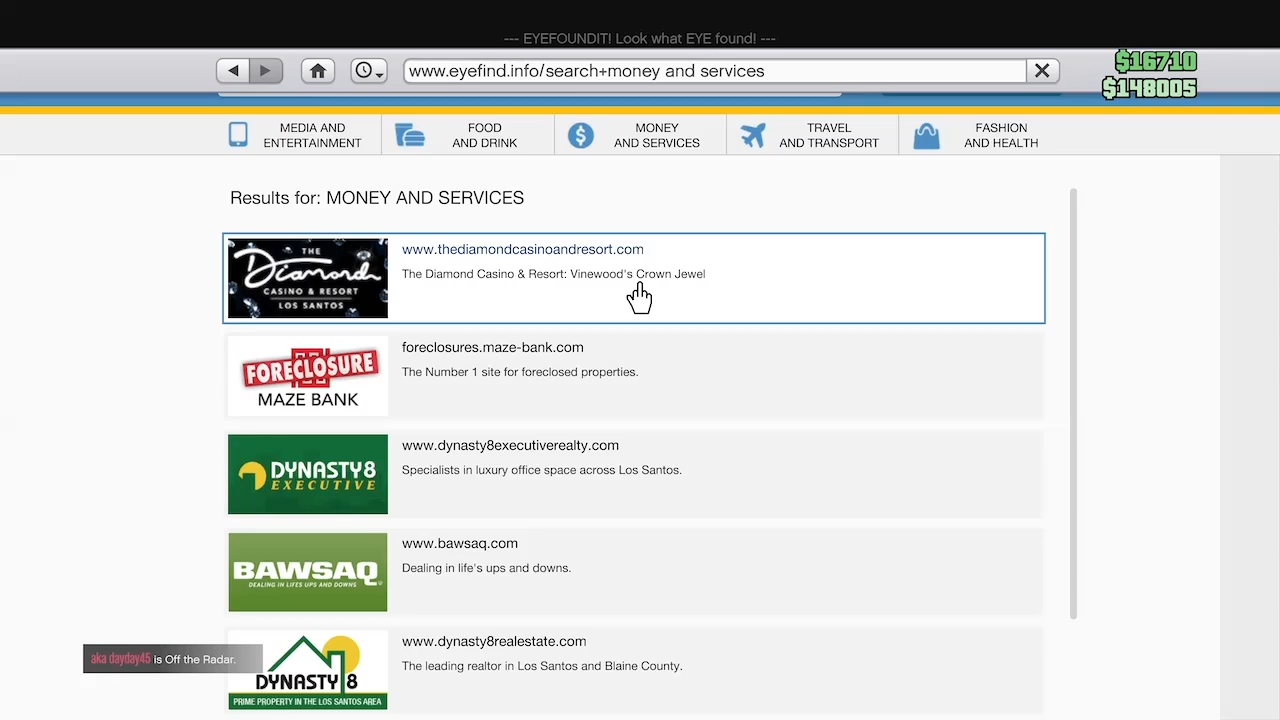 --- EYEFOUNDIT! Look what EYE found! ---
www.eyefind.info/search+money and services
$16710
$148005
MEDIA AND
ENTERTAINMENT
FOOD
AND DRINK
MONEY
AND SERVICES
TRAVEL
AND TRANSPORT
FASHION
AND HEALTH
Results for: MONEY AND SERVICES
THE
Diamond
CASINO & RESORT
LOS SANTOS
www.thediamondcasinoandresort.com
The Diamond Casino & Resort: Vinewood's Crown Jewel
FORECLOSURE
MAZE BANK
foreclosures.maze-bank.com
The Number 1 site for foreclosed properties.
DYNASTY 8
EXECUTIVE
www.dynasty8executiverealty.com
Specialists in luxury office space across Los Santos.
BAWSAQ
DEALING IN LIFES UPS AND DOWNS
www.bawsaq.com
Dealing in life's ups and downs.
DYNASTY 8
PRIME PROPERTY IN THE LOS SANTOS AREA
www.dynasty8realestate.com
The leading realtor in Los Santos and Blaine County.
aka dayday45 is Off the Radar.